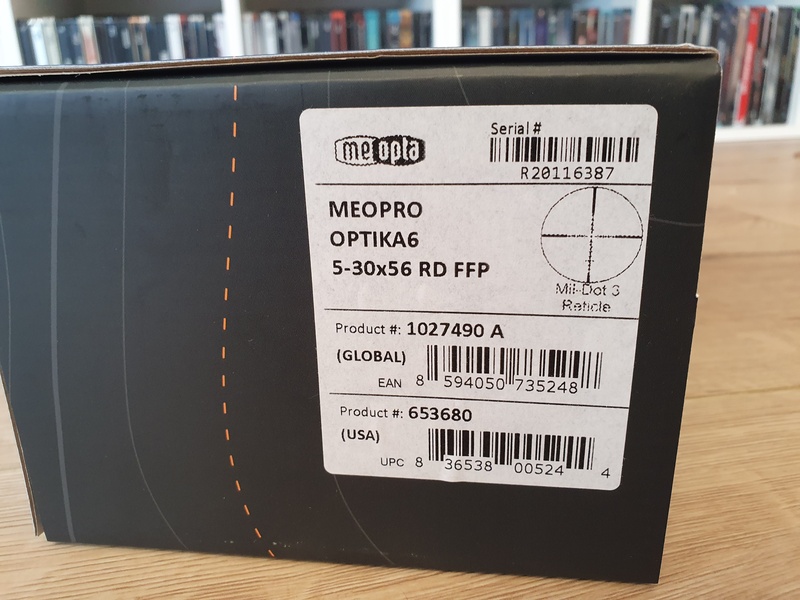 meopta
Serial #
R20116387
MEOPRO
OPTIKA6
5-30x56 RD FFP
Mil-Dot 3
Reticle
Product #: 1027490 A
(GLOBAL)
EAN 8 594050 735248
Product #: 653680
(USA)
UPC 8 36538 00524 4